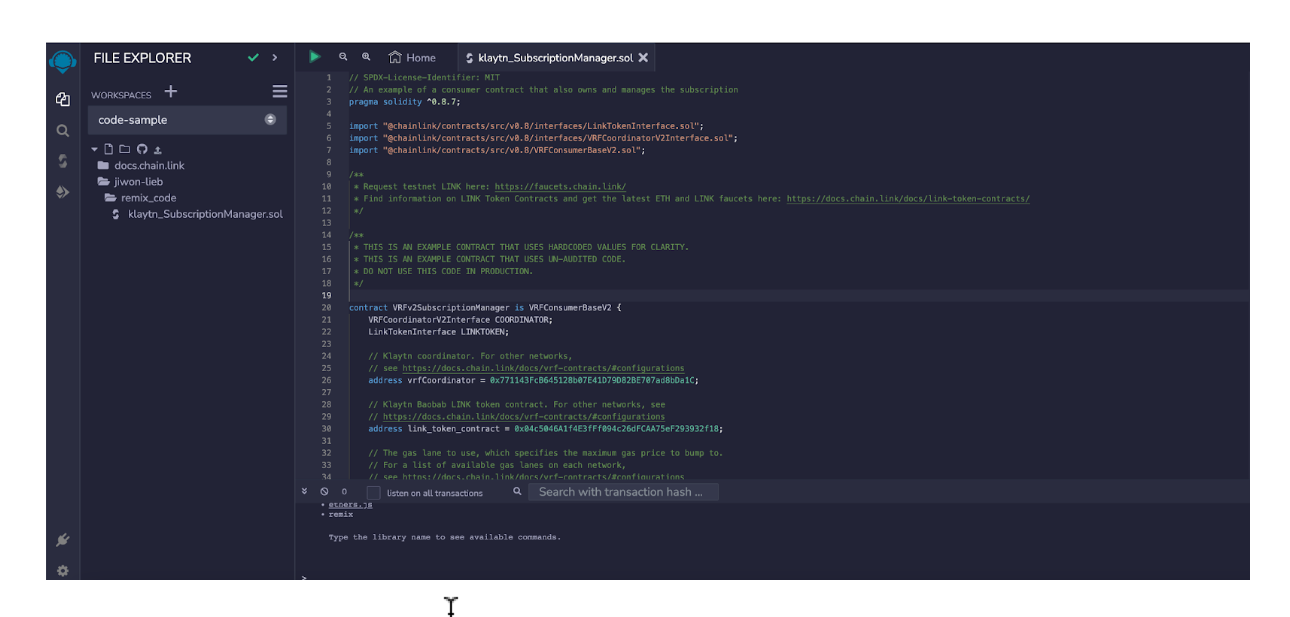 FILE EXPLORER
WORKSPACES
code-sample
docs.chain.link
jiwon-lieb
remix_code
klaytn_SubscriptionManager.sol
Home
klaytn_SubscriptionManager.sol
1 // SPDX-License-Identifier: MIT
2 // An example of a consumer contract that also owns and manages the subscription
3 pragma solidity ^0.8.7;
4
5 import "@chainlink/contracts/src/v0.8/interfaces/LinkTokenInterface.sol";
6 import "@chainlink/contracts/src/v0.8/interfaces/VRFCoordinatorV2Interface.sol";
7 import "@chainlink/contracts/src/v0.8/VRFConsumerBaseV2.sol";
8
9 /**
10 * Request testnet LINK here: https://faucets.chain.link/
11 * Find information on LINK Token Contracts and get the latest ETH and LINK faucets here: https://docs.chain.link/docs/link-token-contracts/
12 */
13
14 /**
15 * THIS IS AN EXAMPLE CONTRACT THAT USES HARDCODED VALUES FOR CLARITY.
16 * THIS IS AN EXAMPLE CONTRACT THAT USES UN-AUDITED CODE.
17 * DO NOT USE THIS CODE IN PRODUCTION.
18 */
19
20 contract VRFv2SubscriptionManager is VRFConsumerBaseV2 {
21 VRFCoordinatorV2Interface COORDINATOR;
22 LinkTokenInterface LINKTOKEN;
23
24 // Klaytn coordinator. For other networks,
25 // see https://docs.chain.link/docs/vrf-contracts/#configurations
26 address vrfCoordinator = 0x771143FcB645128b07E41D79D82BE707ad8bDa1C;
27
28 // Klaytn Baobab LINK token contract. For other networks, see
29 // https://docs.chain.link/docs/vrf-contracts/#configurations
30 address link_token_contract = 0x04c5046A1f4E3fFf094c26dFCAA75eF293932f18;
31
32 // The gas lane to use, which specifies the maximum gas price to bump to.
33 // For a list of available gas lanes on each network,
34 // see https://docs.chain.link/docs/vrf-contracts/#configurations
0
listen on all transactions
Search with transaction hash ...
• ethers.js
• remix
Type the library name to see available commands.
>